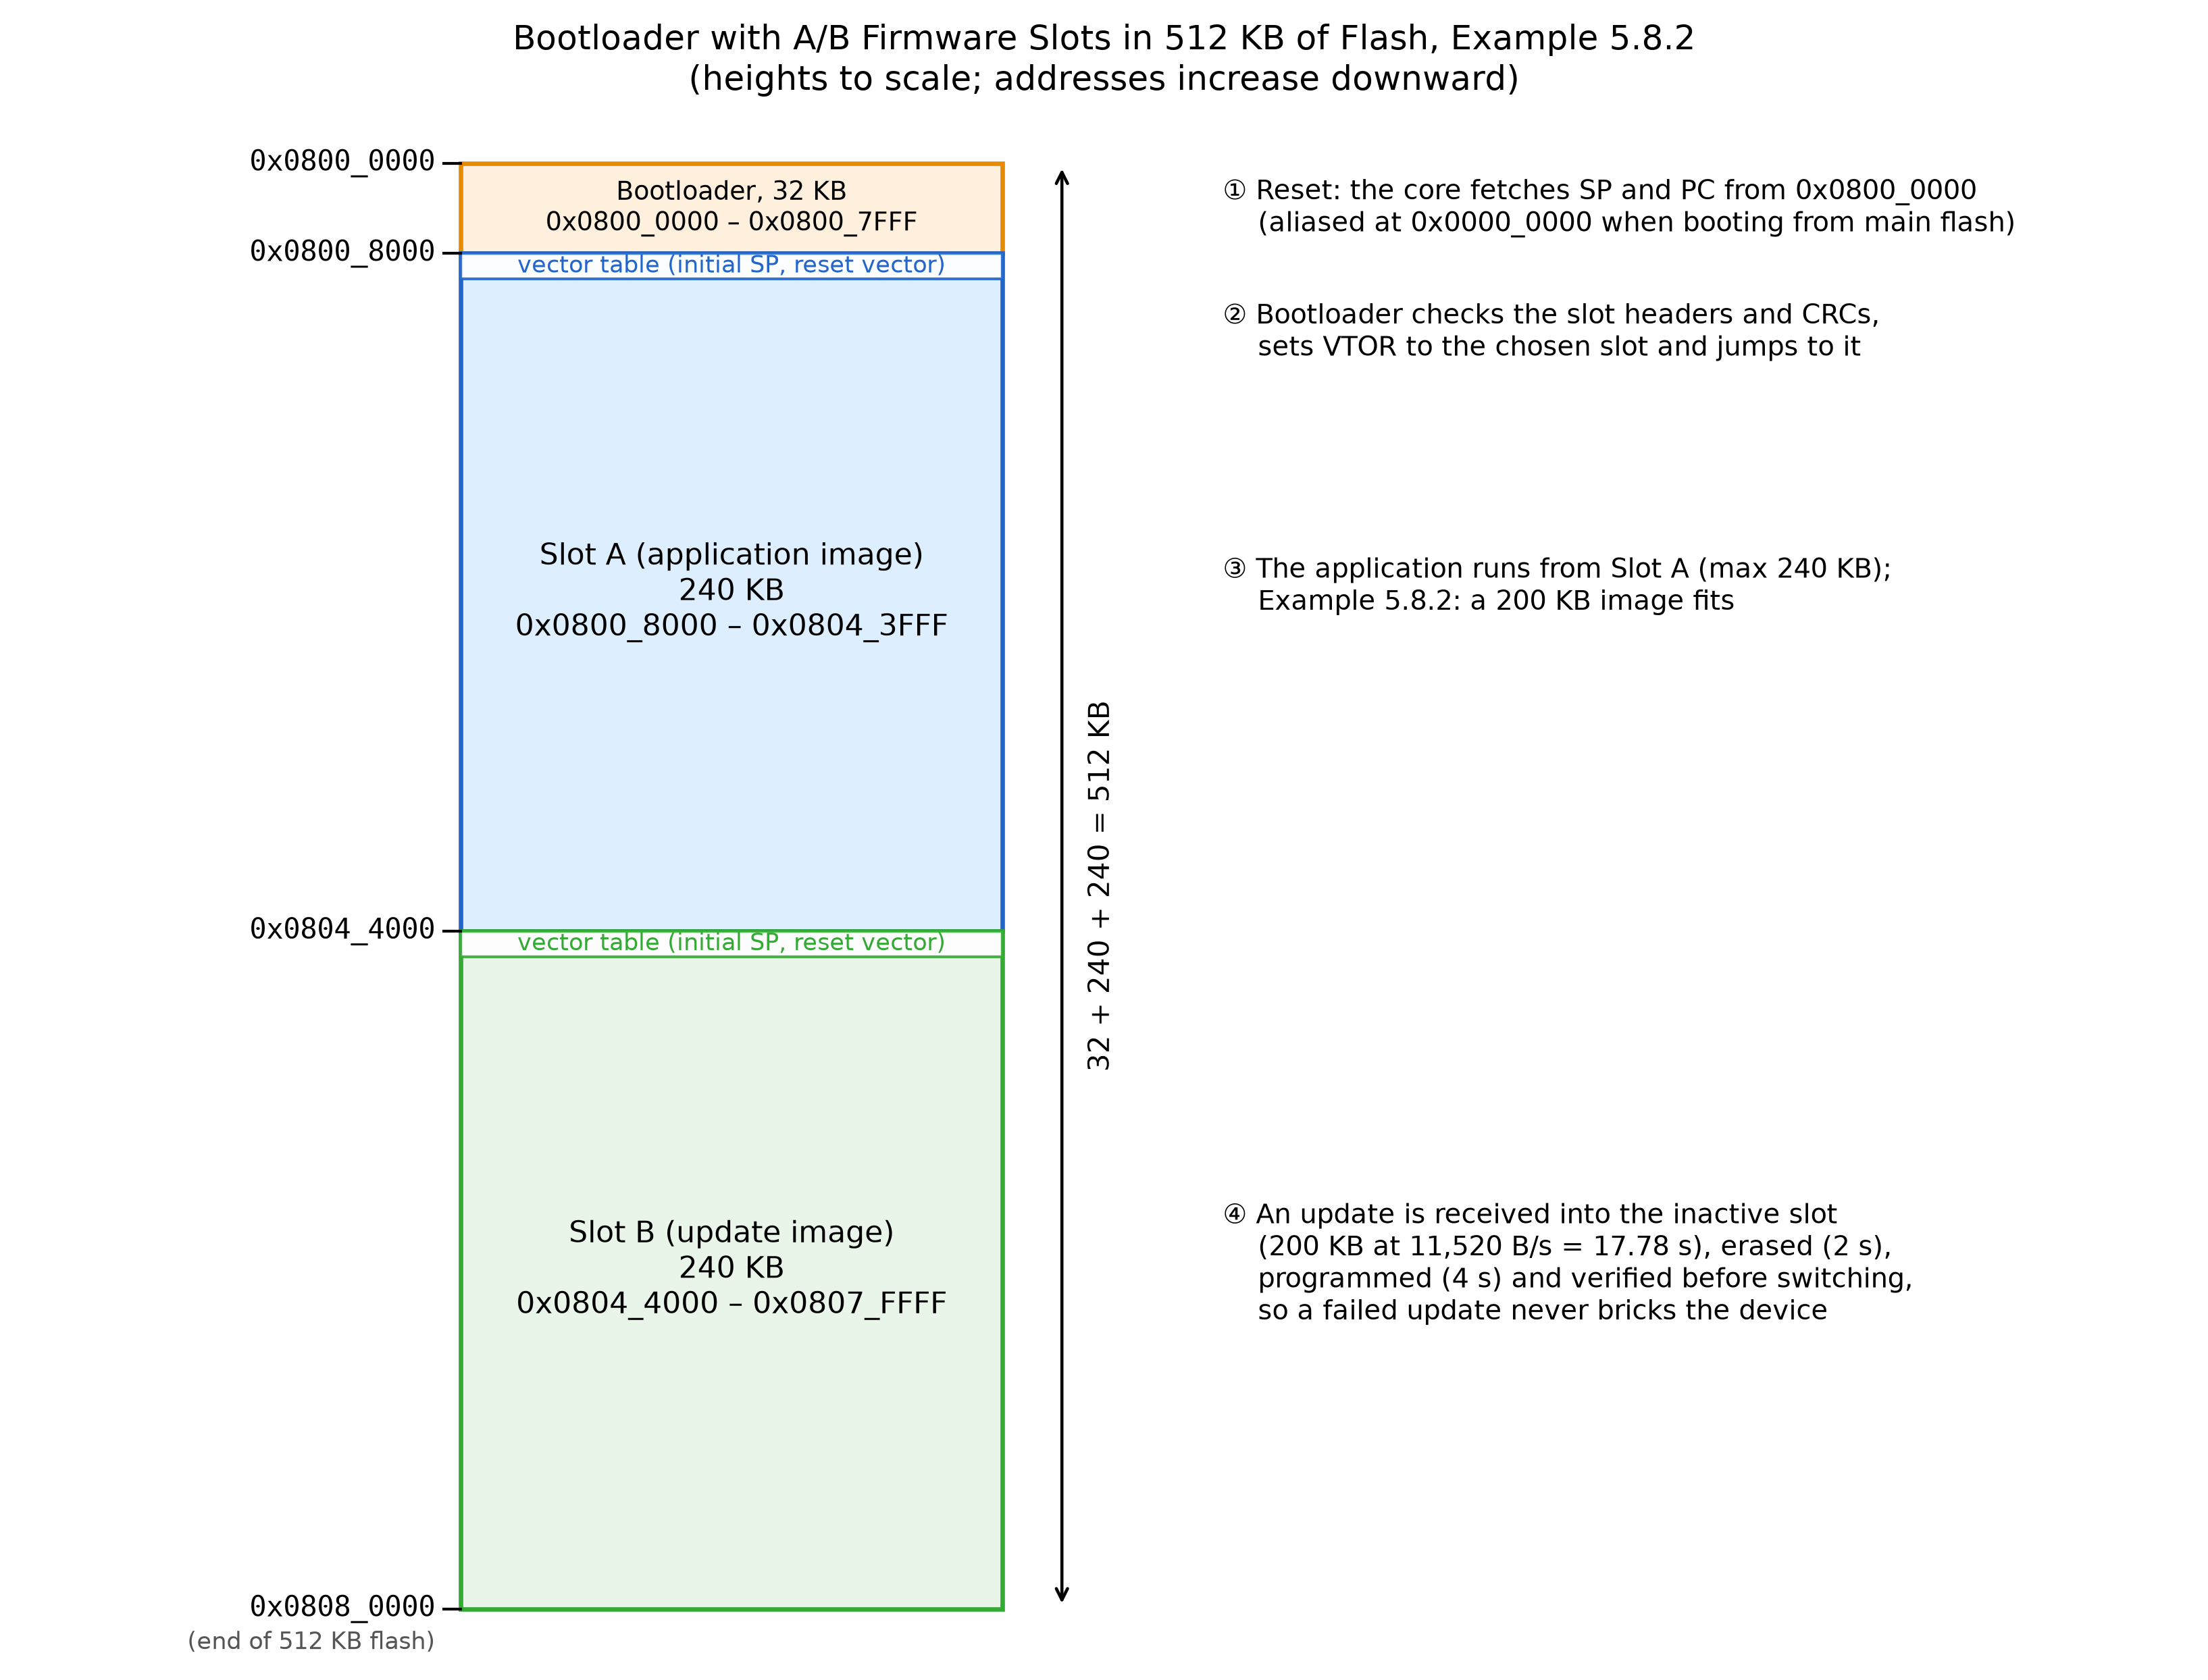 Bootloader with A/B Firmware Slots in 512 KB of Flash, Example 5.8.2
(heights to scale; addresses increase downward)
0x0800_0000
Bootloader, 32 KB
0x0800_0000 – 0x0800_7FFF
0x0800_8000
vector table (initial SP, reset vector)
Slot A (application image)
240 KB
0x0800_8000 – 0x0804_3FFF
0x0804_4000
vector table (initial SP, reset vector)
Slot B (update image)
240 KB
0x0804_4000 – 0x0807_FFFF
0x0808_0000
(end of 512 KB flash)
32 + 240 + 240 = 512 KB
① Reset: the core fetches SP and PC from 0x0800_0000
(aliased at 0x0000_0000 when booting from main flash)
② Bootloader checks the slot headers and CRCs,
sets VTOR to the chosen slot and jumps to it
③ The application runs from Slot A (max 240 KB);
Example 5.8.2: a 200 KB image fits
④ An update is received into the inactive slot
(200 KB at 11,520 B/s = 17.78 s), erased (2 s),
programmed (4 s) and verified before switching,
so a failed update never bricks the device